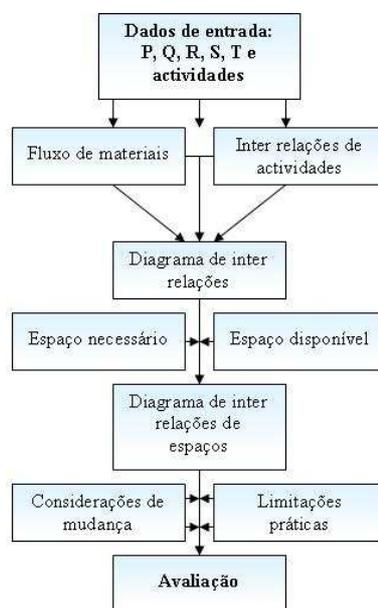 Dados de entrada:
P, Q, R, S, T e
actividades
Fluxo de materiais
Inter relações de
actividades
Diagrama de inter
relações
Espaço necessário
Espaço disponível
Diagrama de inter
relações de
espaços
Considerações de
mudança
Limitações
práticas
Avaliação